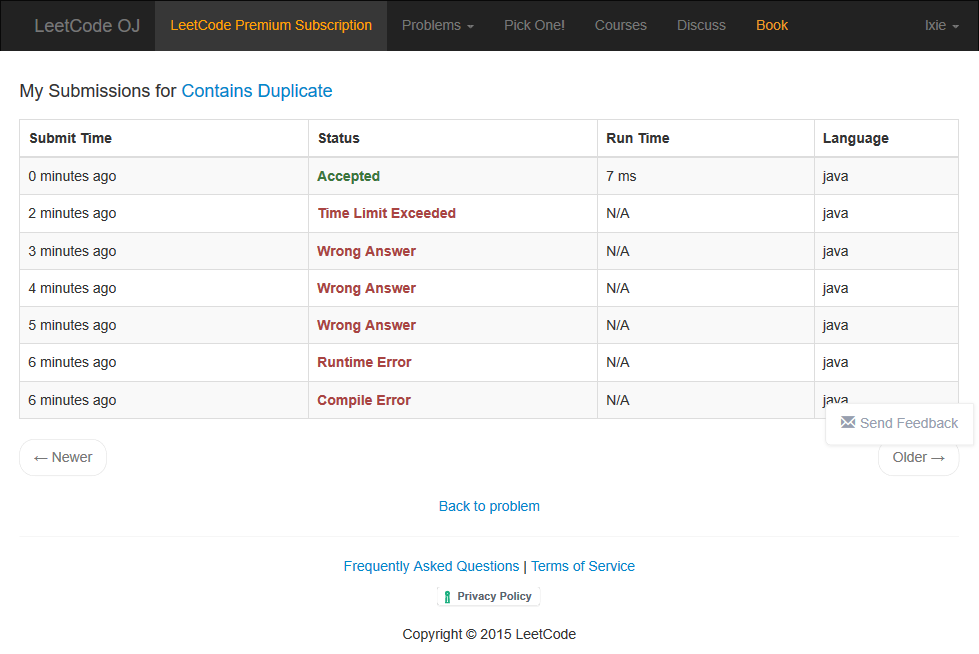 LeetCode OJ LeetCode Premium Subscription Problems Pick One! Courses Discuss Book lxie
My Submissions for Contains Duplicate
Submit Time Status Run Time Language
0 minutes ago Accepted 7 ms java
2 minutes ago Time Limit Exceeded N/A java
3 minutes ago Wrong Answer N/A java
4 minutes ago Wrong Answer N/A java
5 minutes ago Wrong Answer N/A java
6 minutes ago Runtime Error N/A java
6 minutes ago Compile Error N/A java
Send Feedback
← Newer Older →
Back to problem
Frequently Asked Questions | Terms of Service
Privacy Policy
Copyright © 2015 LeetCode